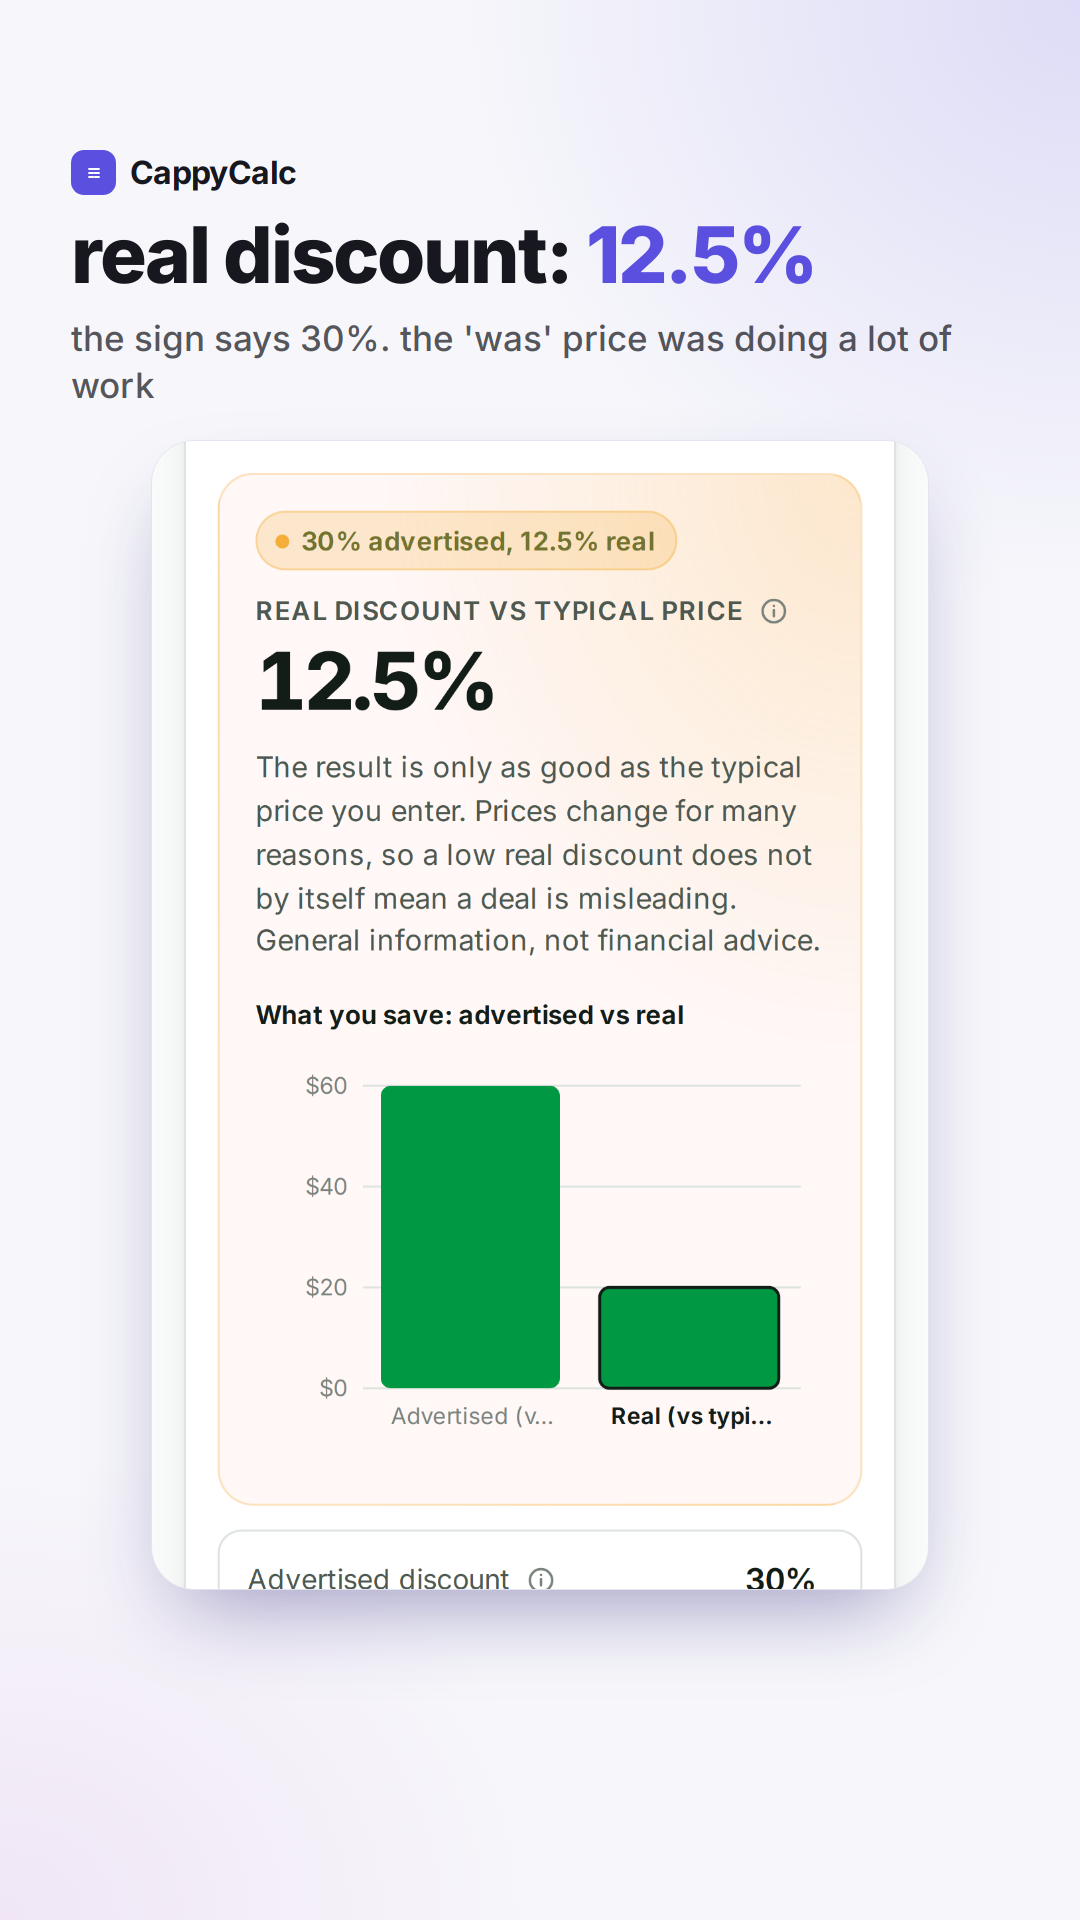 CappyCalc
real discount: 12.5%
the sign says 30%. the 'was' price was doing a lot of
work
30% advertised, 12.5% real
REAL DISCOUNT VS TYPICAL PRICE
12.5%
The result is only as good as the typical
price you enter. Prices change for many
reasons, so a low real discount does not
by itself mean a deal is misleading.
General information, not financial advice.
What you save: advertised vs real
$60
$40
$20
$0
Advertised (v...
Real (vs typi...
Advertised discount 30%